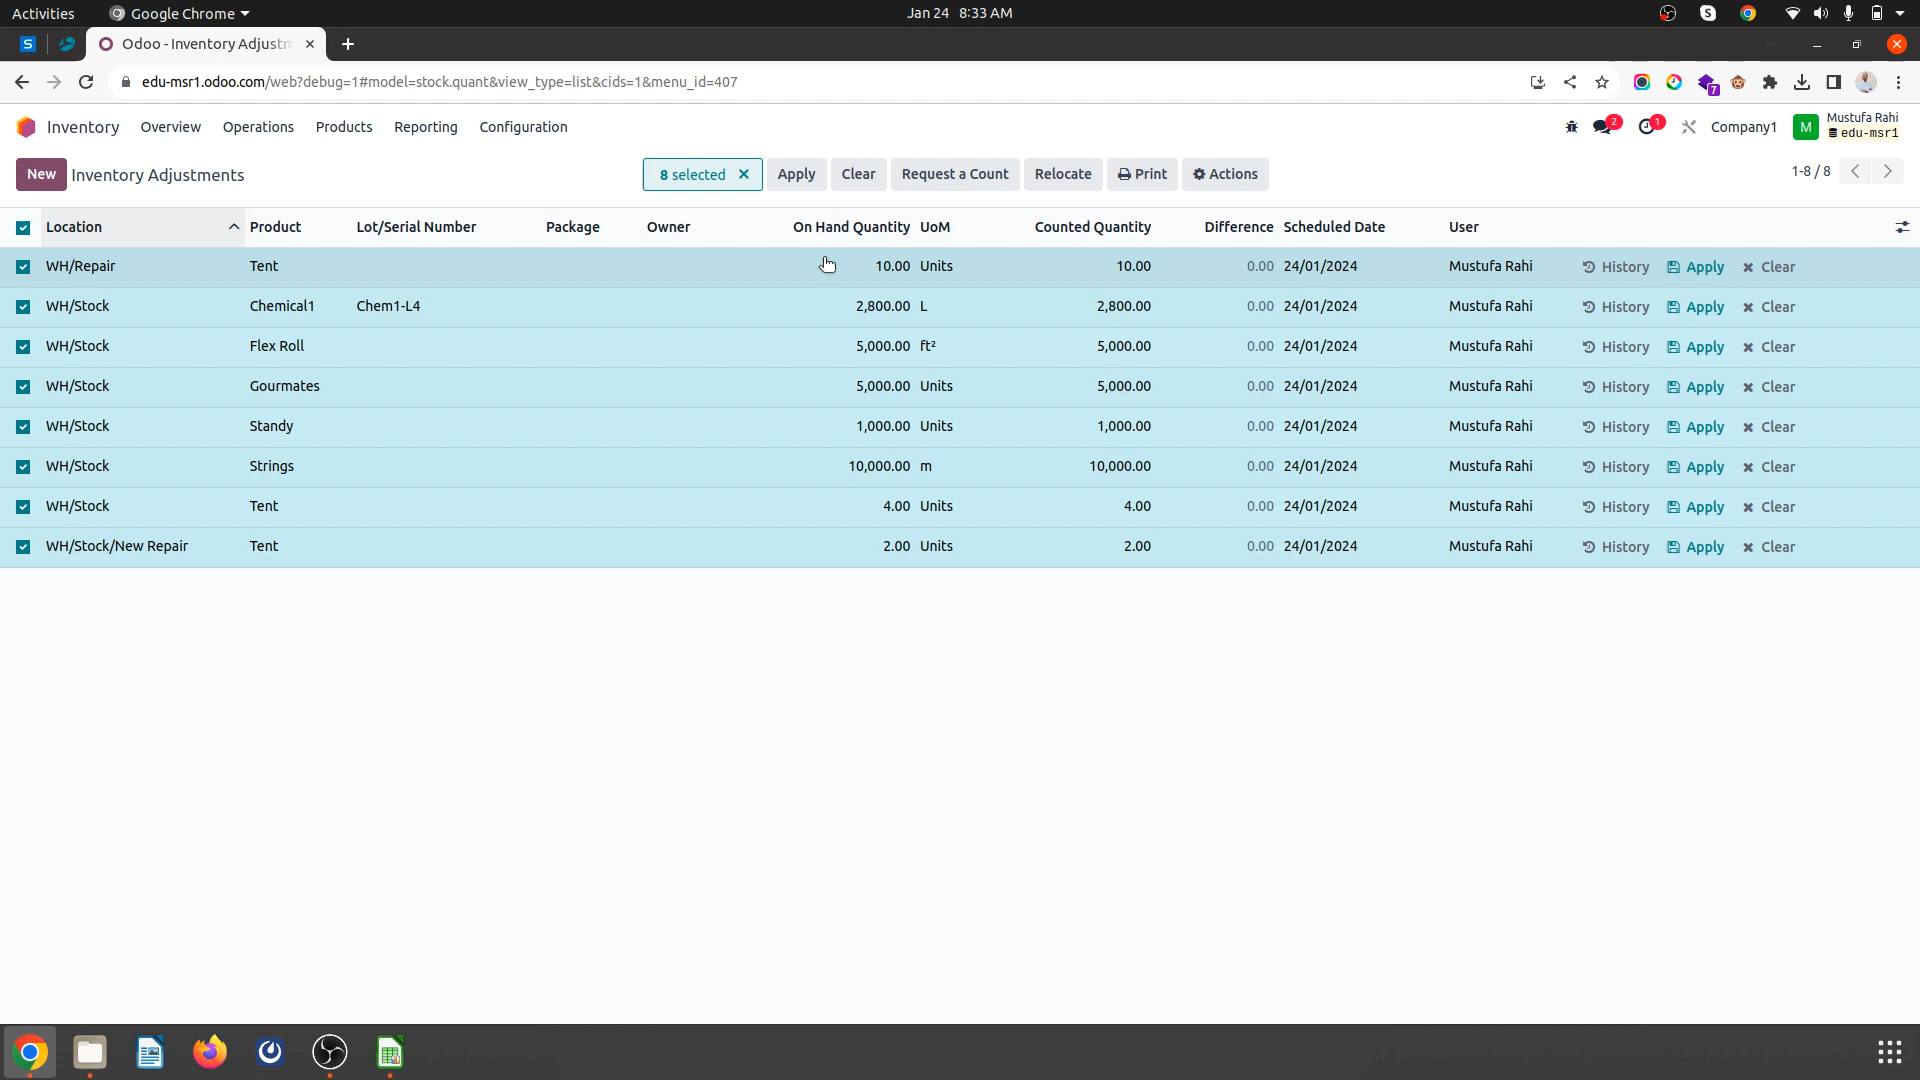 Activities Google Chrome Jan 24 8:33 AM
S Odoo - Inventory Adjustm
edu-msr1.odoo.com/web?debug=1#model=stock.quant&view_type=list&cids=1&menu_id=407 7
Inventory Overview Operations Products Reporting Configuration 2 1 Company1 M Mustufa Rahi
edu-msr1
New Inventory Adjustments 8 selected Apply Clear Request a Count Relocate Print Actions 1-8 / 8
Location Product Lot/Serial Number Package Owner On Hand Quantity UoM Counted Quantity Difference Scheduled Date User
WH/Repair Tent 10.00 Units 10.00 0.00 24/01/2024 Mustufa Rahi History Apply Clear
WH/Stock Chemical1 Chem1-L4 2,800.00 L 2,800.00 0.00 24/01/2024 Mustufa Rahi History Apply Clear
WH/Stock Flex Roll 5,000.00 ft² 5,000.00 0.00 24/01/2024 Mustufa Rahi History Apply Clear
WH/Stock Gourmates 5,000.00 Units 5,000.00 0.00 24/01/2024 Mustufa Rahi History Apply Clear
WH/Stock Standy 1,000.00 Units 1,000.00 0.00 24/01/2024 Mustufa Rahi History Apply Clear
WH/Stock Strings 10,000.00 m 10,000.00 0.00 24/01/2024 Mustufa Rahi History Apply Clear
WH/Stock Tent 4.00 Units 4.00 0.00 24/01/2024 Mustufa Rahi History Apply Clear
WH/Stock/New Repair Tent 2.00 Units 2.00 0.00 24/01/2024 Mustufa Rahi History Apply Clear